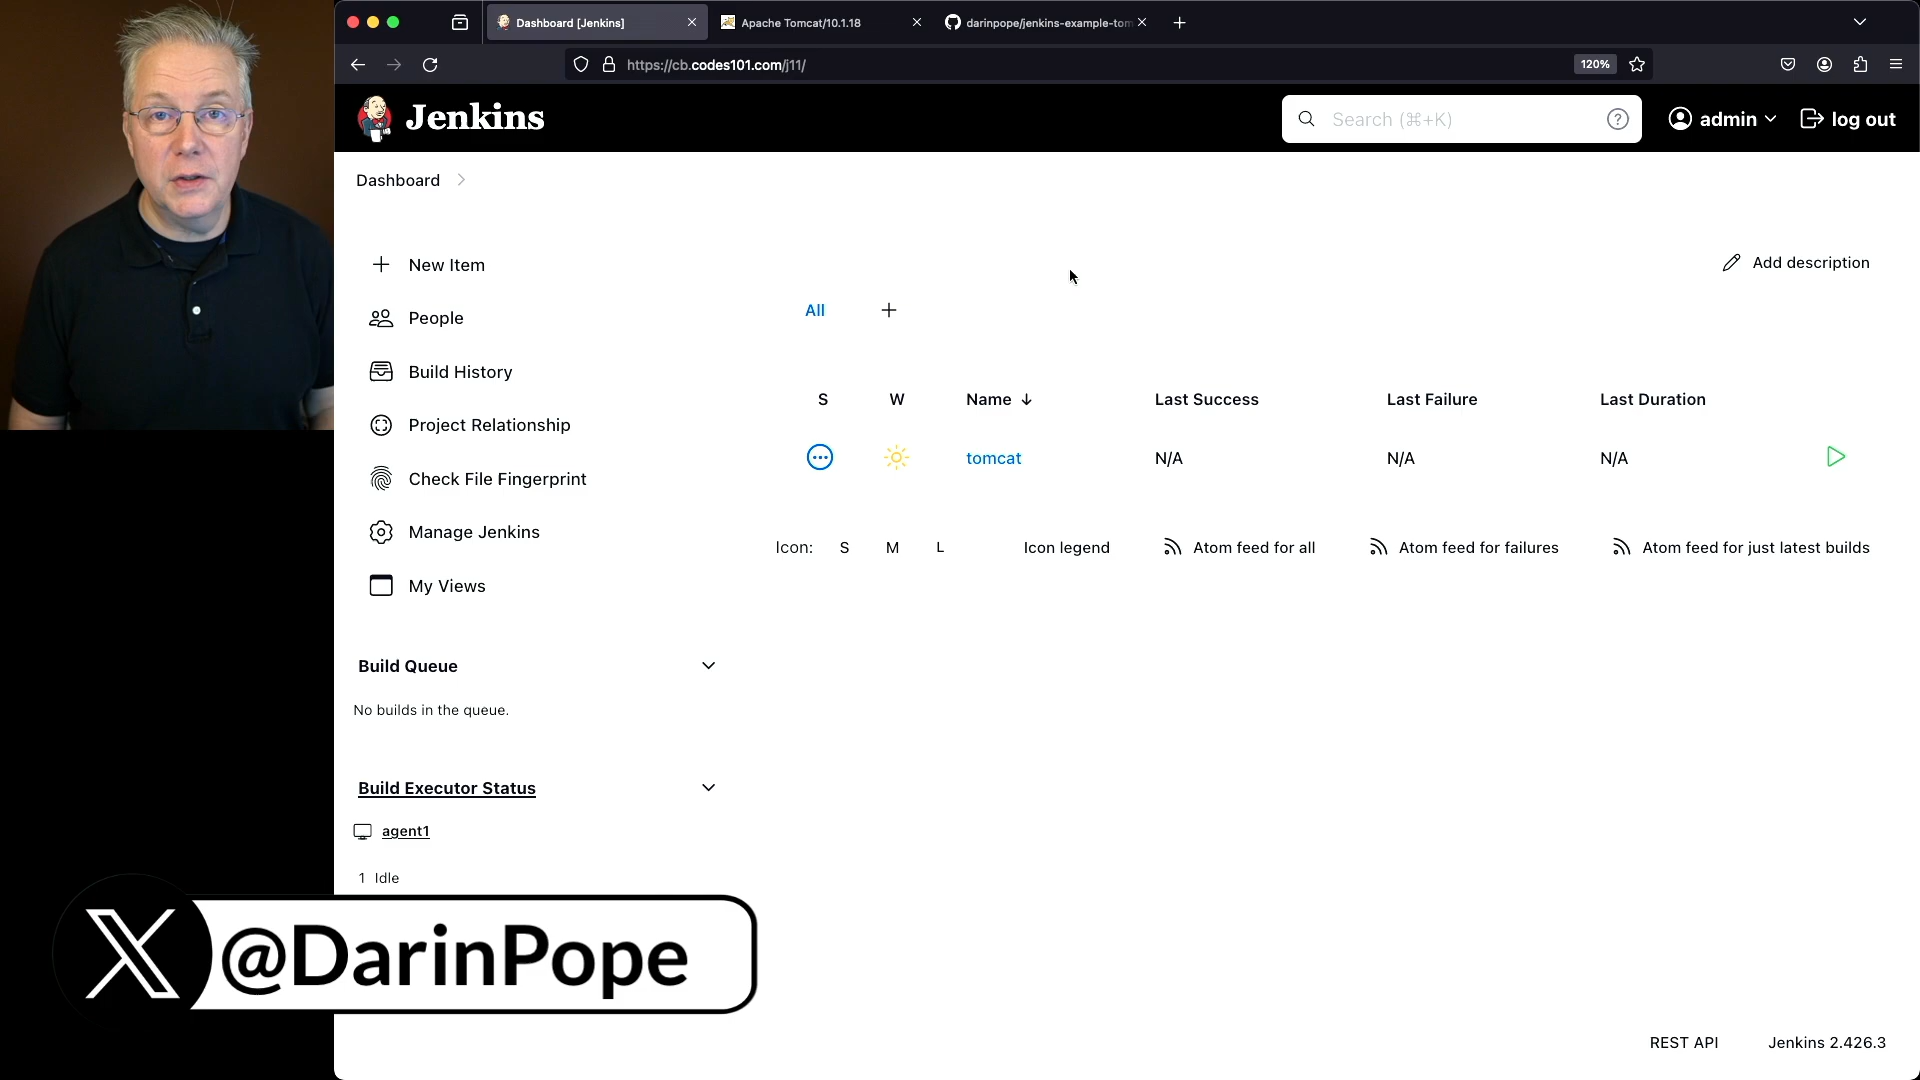 Dashboard [Jenkins]
Apache Tomcat/10.1.18
darinpope/jenkins-example-tom
https://cb.codes101.com/j11/
120%
Jenkins
Search (⌘+K)
?
admin
log out
Dashboard
New Item
Add description
People
All
+
Build History
S W Name ↓ Last Success Last Failure Last Duration
Project Relationship
tomcat N/A N/A N/A
Check File Fingerprint
Manage Jenkins
Icon: S M L Icon legend Atom feed for all Atom feed for failures Atom feed for just latest builds
My Views
Build Queue
No builds in the queue.
Build Executor Status
agent1
1 Idle
X @DarinPope
REST API Jenkins 2.426.3